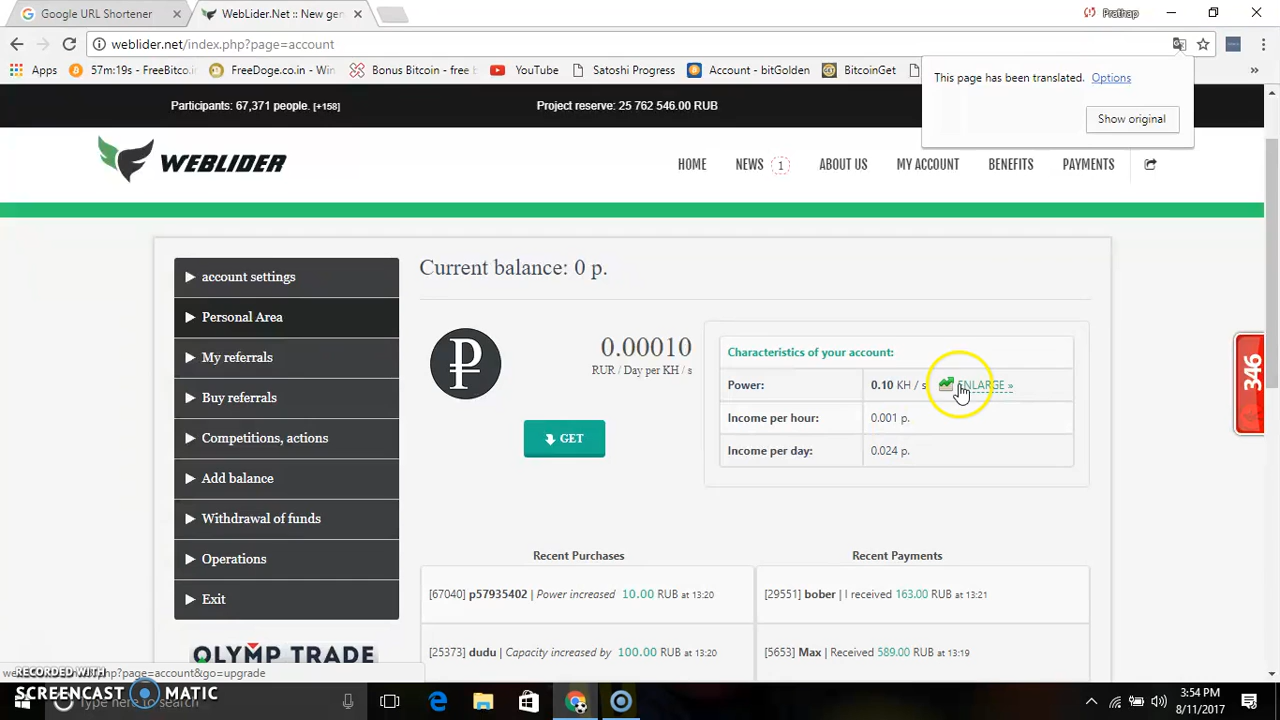 Google URL Shortener
WebLider.Net :: New gen
Prathap
weblider.net/index.php?page=account
Apps
57m:19s - FreeBitco.i
FreeDoge.co.in - Win
Bonus Bitcoin - free b
YouTube
Satoshi Progress
Account - bitGolden
BitcoinGet
»
This page has been translated. Options
Show original
Participants: 67,371 people. [+158]
Project reserve: 25 762 546.00 RUB
WEBLIDER
HOME
NEWS 1
ABOUT US
MY ACCOUNT
BENEFITS
PAYMENTS
account settings
Personal Area
My referrals
Buy referrals
Competitions, actions
Add balance
Withdrawal of funds
Operations
Exit
OLYMP TRADE
Current balance: 0 p.
0.00010
RUR / Day per KH / s
GET
Characteristics of your account:
Power: 0.10 KH / s ENLARGE »
Income per hour: 0.001 p.
Income per day: 0.024 p.
346
Recent Purchases
[67040] p57935402 | Power increased 10.00 RUB at 13:20
[25373] dudu | Capacity increased by 100.00 RUB at 13:20
Recent Payments
[29551] bober | I received 163.00 RUB at 13:21
[5653] Max | Received 589.00 RUB at 13:19
RECORDED WITH
SCREENCAST MATIC
hp?page=account&go=upgrade
Type here to search
3:54 PM
8/11/2017